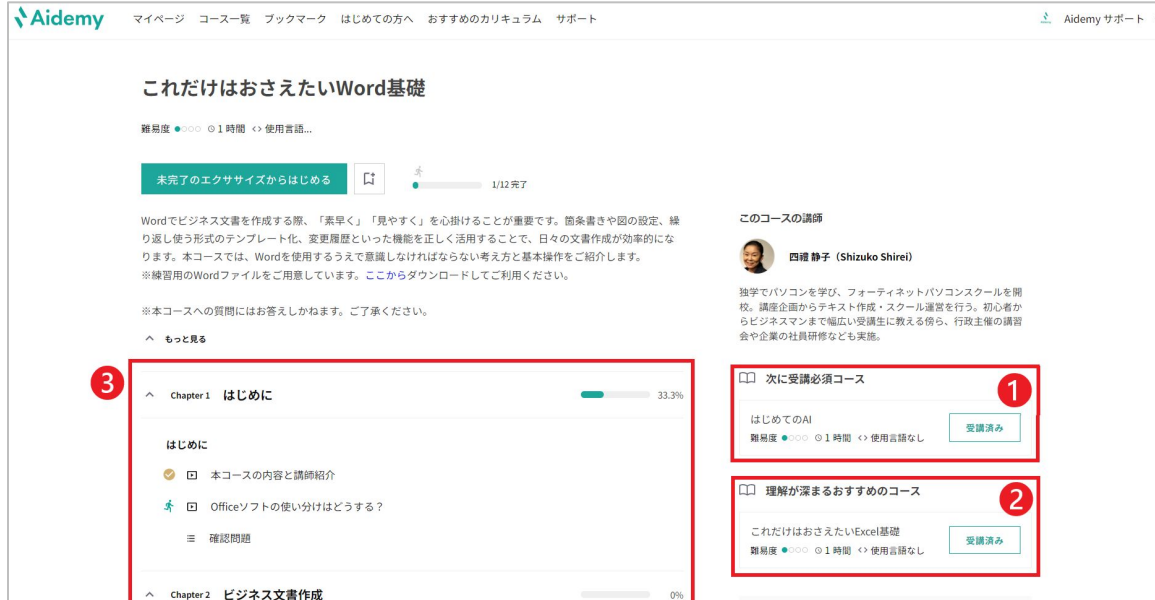 Aidemy
マイページ コース一覧 ブックマーク はじめての方へ おすすめのカリキュラム サポート
Aidemy サポート
これだけはおさえたいWord基礎
難易度 1 時間 <> 使用言語...
未完了のエクササイズからはじめる
1/12 完了
Wordでビジネス文書を作成する際、「素早く」「見やすく」を心掛けることが重要です。箇条書きや図の設定、繰
り返し使う形式のテンプレート化、変更履歴といった機能を正しく活用することで、日々の文書作成が効率的にな
ります。本コースでは、Wordを使用するうえで意識しなければならない考え方と基本操作をご紹介します。
※練習用のWordファイルをご用意しています。ここからダウンロードしてご利用ください。
※本コースへの質問にはお答えしかねます。ご了承ください。
もっと見る
3
Chapter 1 はじめに 33.3%
はじめに
本コースの内容と講師紹介
Officeソフトの使い分けはどうする？
確認問題
Chapter 2 ビジネス文書作成 0%
このコースの講師
四禮 静子（Shizuko Shirei）
独学でパソコンを学び、フォーティネットパソコンスクールを開
校。講座企画からテキスト作成・スクール運営を行う。初心者か
らビジネスマンまで幅広い受講生に教える傍ら、行政主催の講習
会や企業の社員研修なども実施。
次に受講必須コース
1
はじめてのAI
難易度 1 時間 <> 使用言語なし
受講済み
理解が深まるおすすめのコース
2
これだけはおさえたいExcel基礎
難易度 1 時間 <> 使用言語なし
受講済み